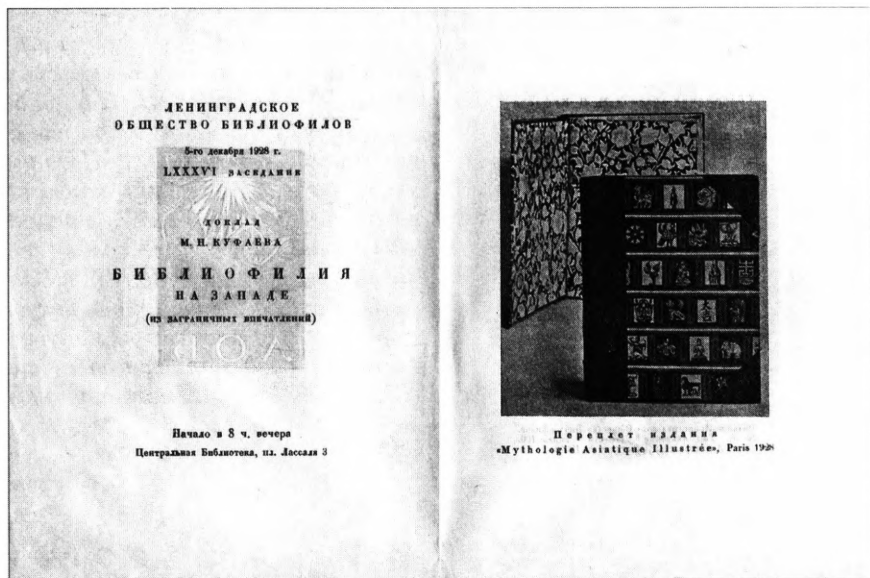 ЛЕНИНГРАДСКОЕ
ОБЩЕСТВО БИБЛИОФИЛОВ
5-го декабря 1928 г.
LXXXVI ЗАСЕДАНИЕ
ДОКЛАД
М. Н. КУФАЕВА
БИБЛИОФИЛИЯ
НА ЗАПАДЕ
(ИЗ ЗАГРАНИЧНЫХ ВПЕЧАТЛЕНИЙ)
Л.О.Б.
Начало в 8 ч. вечера
Центральная Библиотека, пл. Лассаля 3
Переплет издания
«Mythologie Asiatique Illustrée», Paris 1928